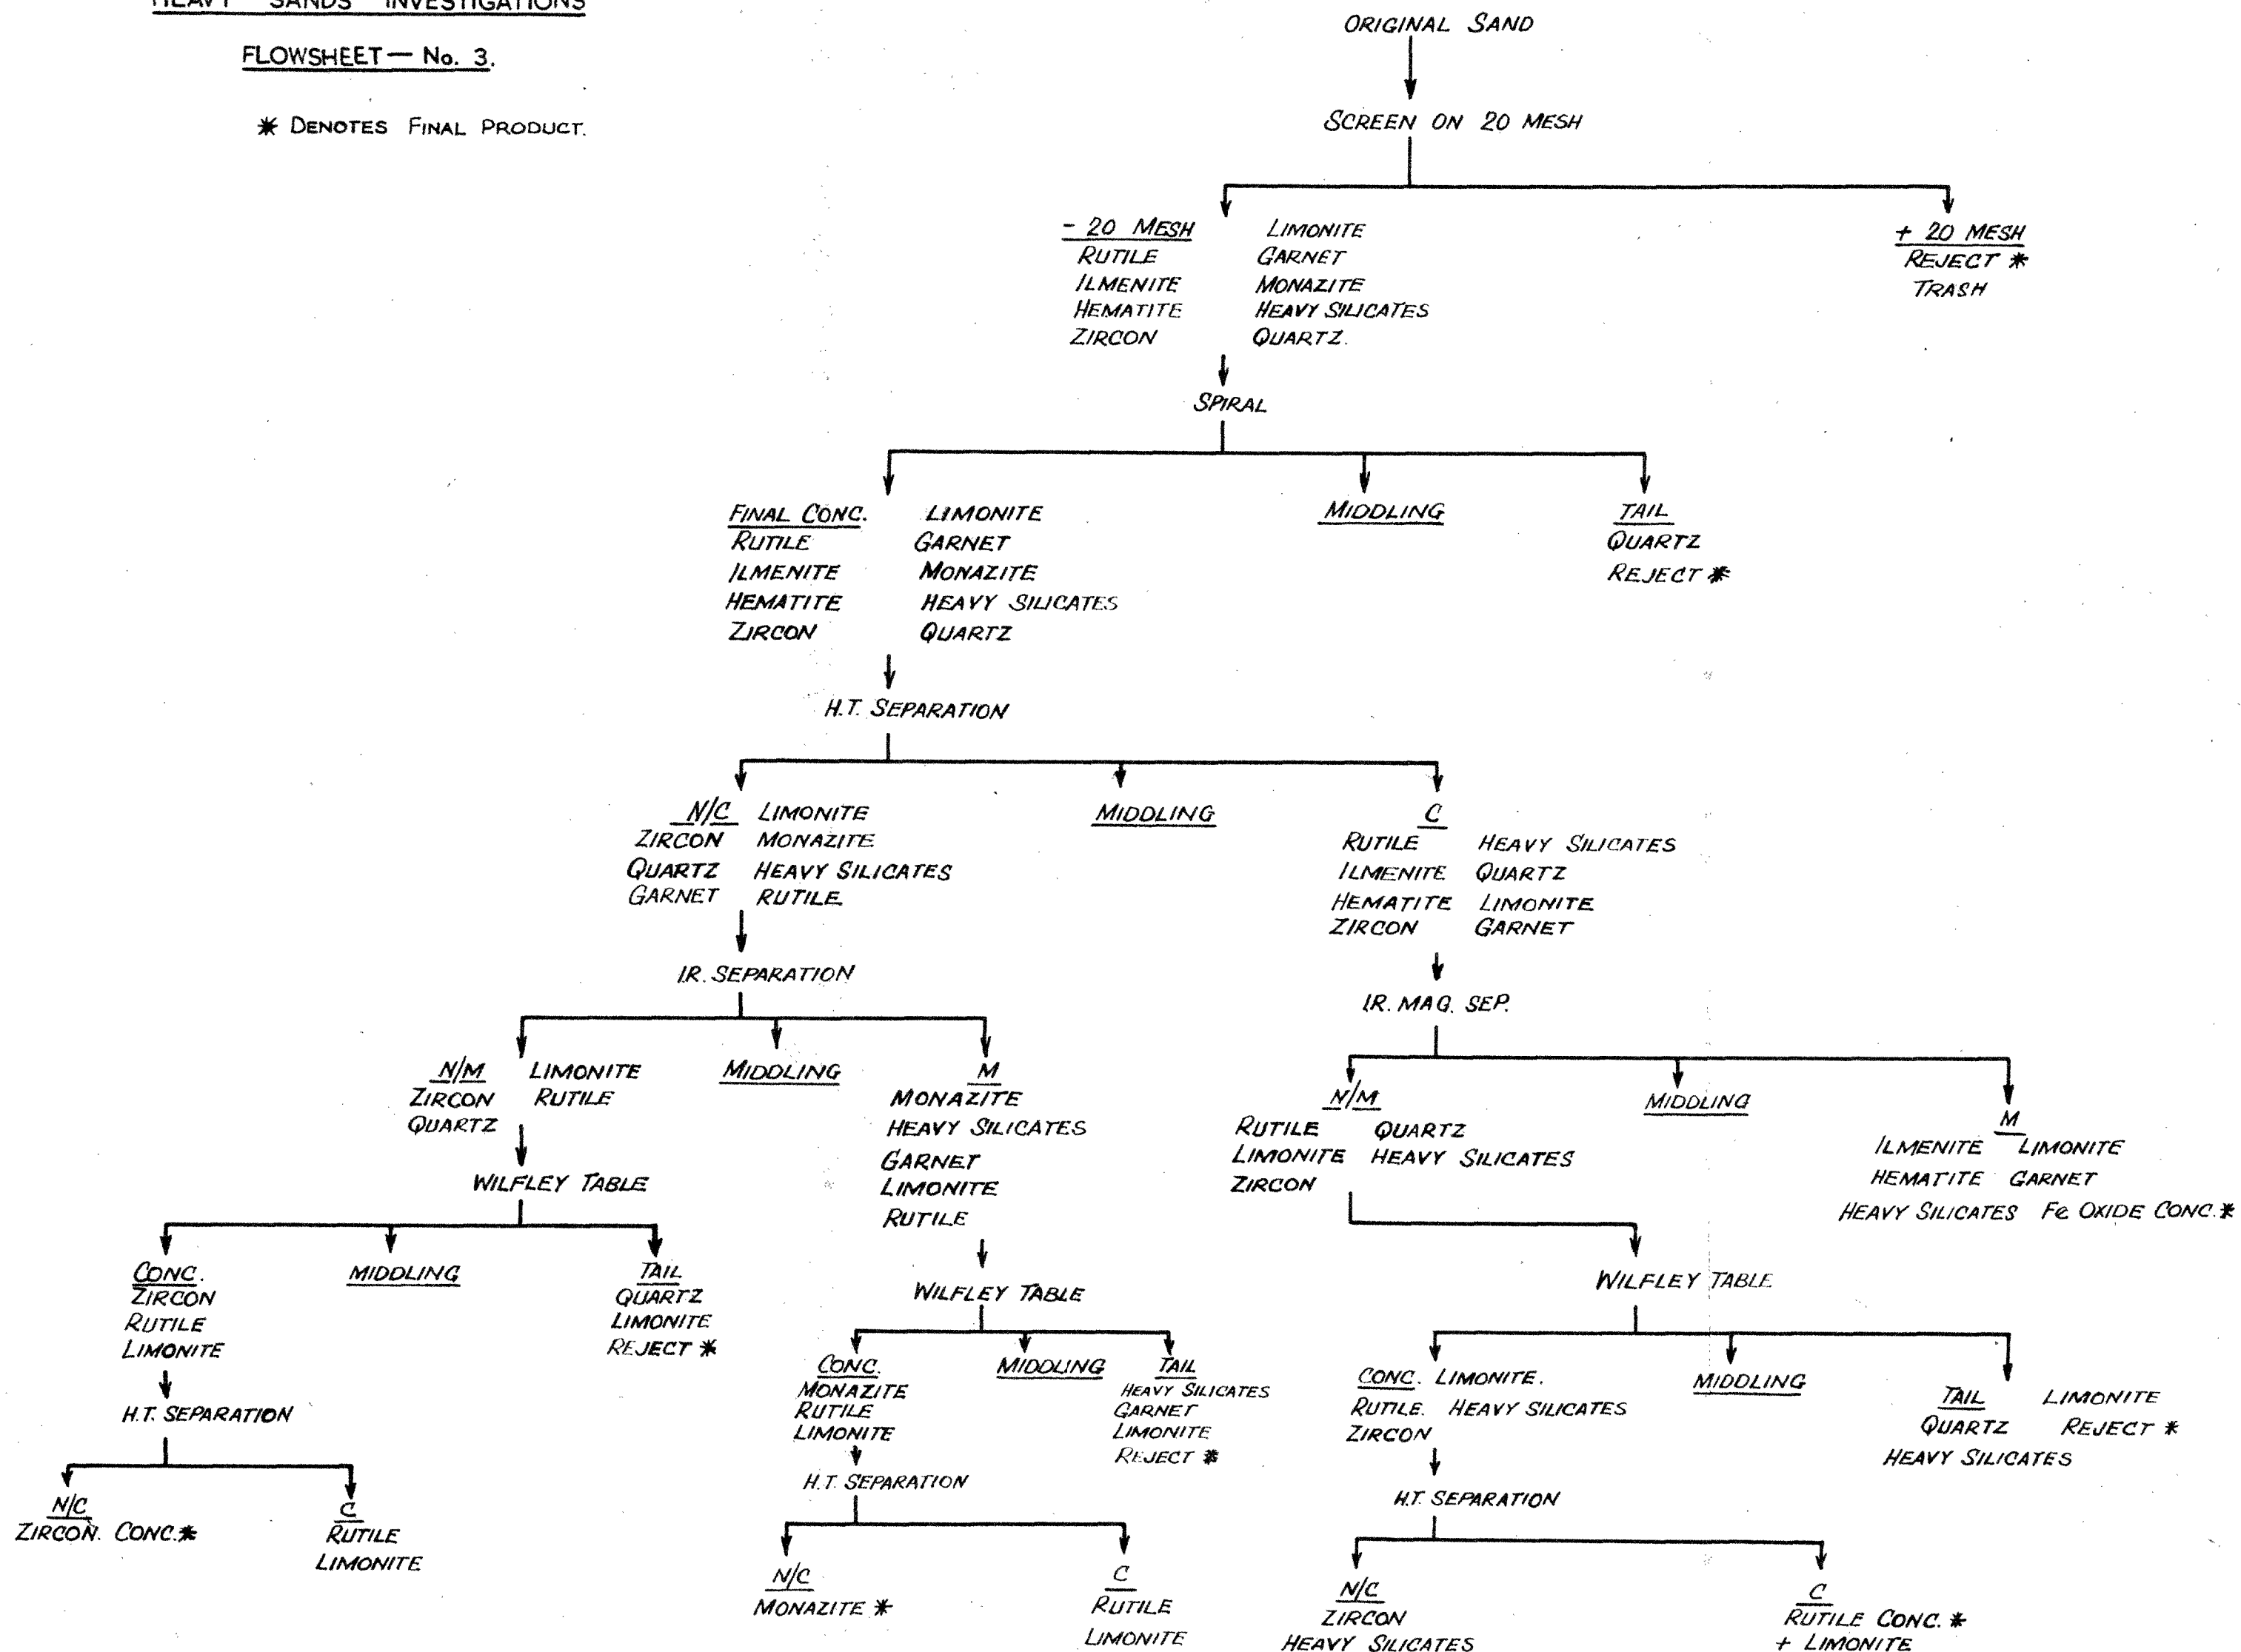 HEAVY SANDS INVESTIGATIONS
FLOWSHEET — No. 3.
* DENOTES FINAL PRODUCT.
ORIGINAL SAND
SCREEN ON 20 MESH
- 20 MESH LIMONITE
RUTILE GARNET
ILMENITE MONAZITE
HEMATITE HEAVY SILICATES
ZIRCON QUARTZ.
+ 20 MESH
REJECT *
TRASH
SPIRAL
FINAL CONC. LIMONITE
RUTILE GARNET
ILMENITE MONAZITE
HEMATITE HEAVY SILICATES
ZIRCON QUARTZ
MIDDLING
TAIL
QUARTZ
REJECT *
H.T. SEPARATION
N/C LIMONITE
ZIRCON MONAZITE
QUARTZ HEAVY SILICATES
GARNET RUTILE
MIDDLING
C
RUTILE HEAVY SILICATES
ILMENITE QUARTZ
HEMATITE LIMONITE
ZIRCON GARNET
I.R. SEPARATION
I.R. MAG. SEP.
N/M LIMONITE
ZIRCON RUTILE
QUARTZ
MIDDLING
M
MONAZITE
HEAVY SILICATES
GARNET
LIMONITE
RUTILE
N/M
RUTILE QUARTZ
LIMONITE HEAVY SILICATES
ZIRCON
MIDDLING
M
ILMENITE LIMONITE
HEMATITE GARNET
HEAVY SILICATES Fe OXIDE CONC.*
WILFLEY TABLE
CONC.
ZIRCON
RUTILE
LIMONITE
MIDDLING
TAIL
QUARTZ
LIMONITE
REJECT *
WILFLEY TABLE
CONC.
MONAZITE
RUTILE
LIMONITE
MIDDLING
TAIL
HEAVY SILICATES
GARNET
LIMONITE
REJECT *
WILFLEY TABLE
CONC. LIMONITE.
RUTILE. HEAVY SILICATES
ZIRCON
MIDDLING
TAIL LIMONITE
QUARTZ REJECT *
HEAVY SILICATES
H.T. SEPARATION
N/C
ZIRCON. CONC.*
C
RUTILE
LIMONITE
H.T. SEPARATION
N/C
MONAZITE *
C
RUTILE
LIMONITE
H.T. SEPARATION
N/C
ZIRCON
HEAVY SILICATES
C
RUTILE CONC. *
+ LIMONITE